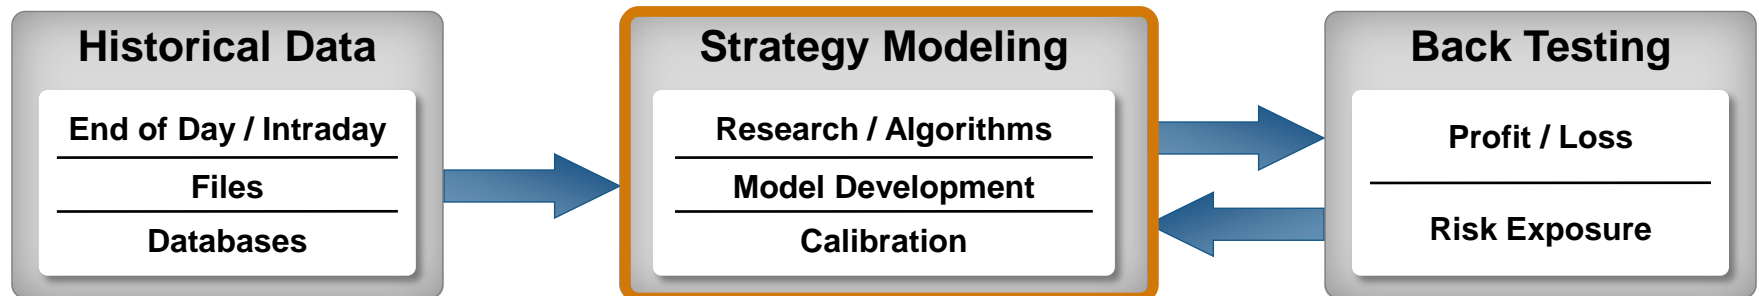 Historical Data
End of Day / Intraday
Files
Databases
Strategy Modeling
Research / Algorithms
Model Development
Calibration
Back Testing
Profit / Loss
Risk Exposure